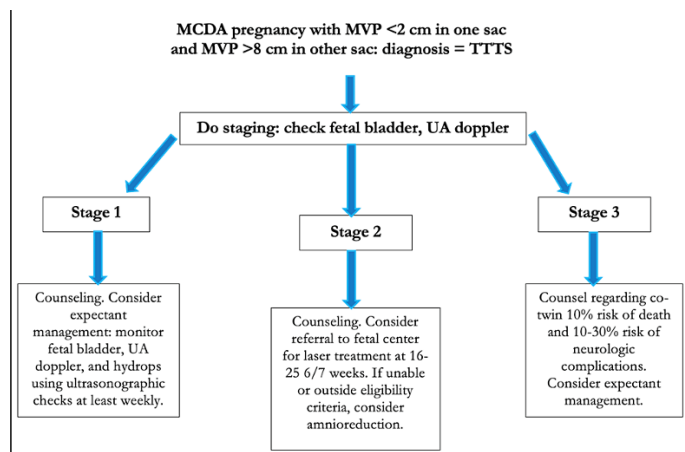 MCDA pregnancy with MVP <2 cm in one sac
and MVP >8 cm in other sac: diagnosis = TTTS
Do staging: check fetal bladder, UA doppler
Stage 1
Stage 2
Stage 3
Counseling. Consider
expectant
management: monitor
fetal bladder, UA
doppler, and hydrops
using ultrasonographic
checks at least weekly.
Counseling. Consider
referral to fetal center
for laser treatment at 16-
25 6/7 weeks. If unable
or outside eligibility
criteria, consider
amnioreduction.
Counsel regarding co-
twin 10% risk of death
and 10-30% risk of
neurologic
complications.
Consider expectant
management.